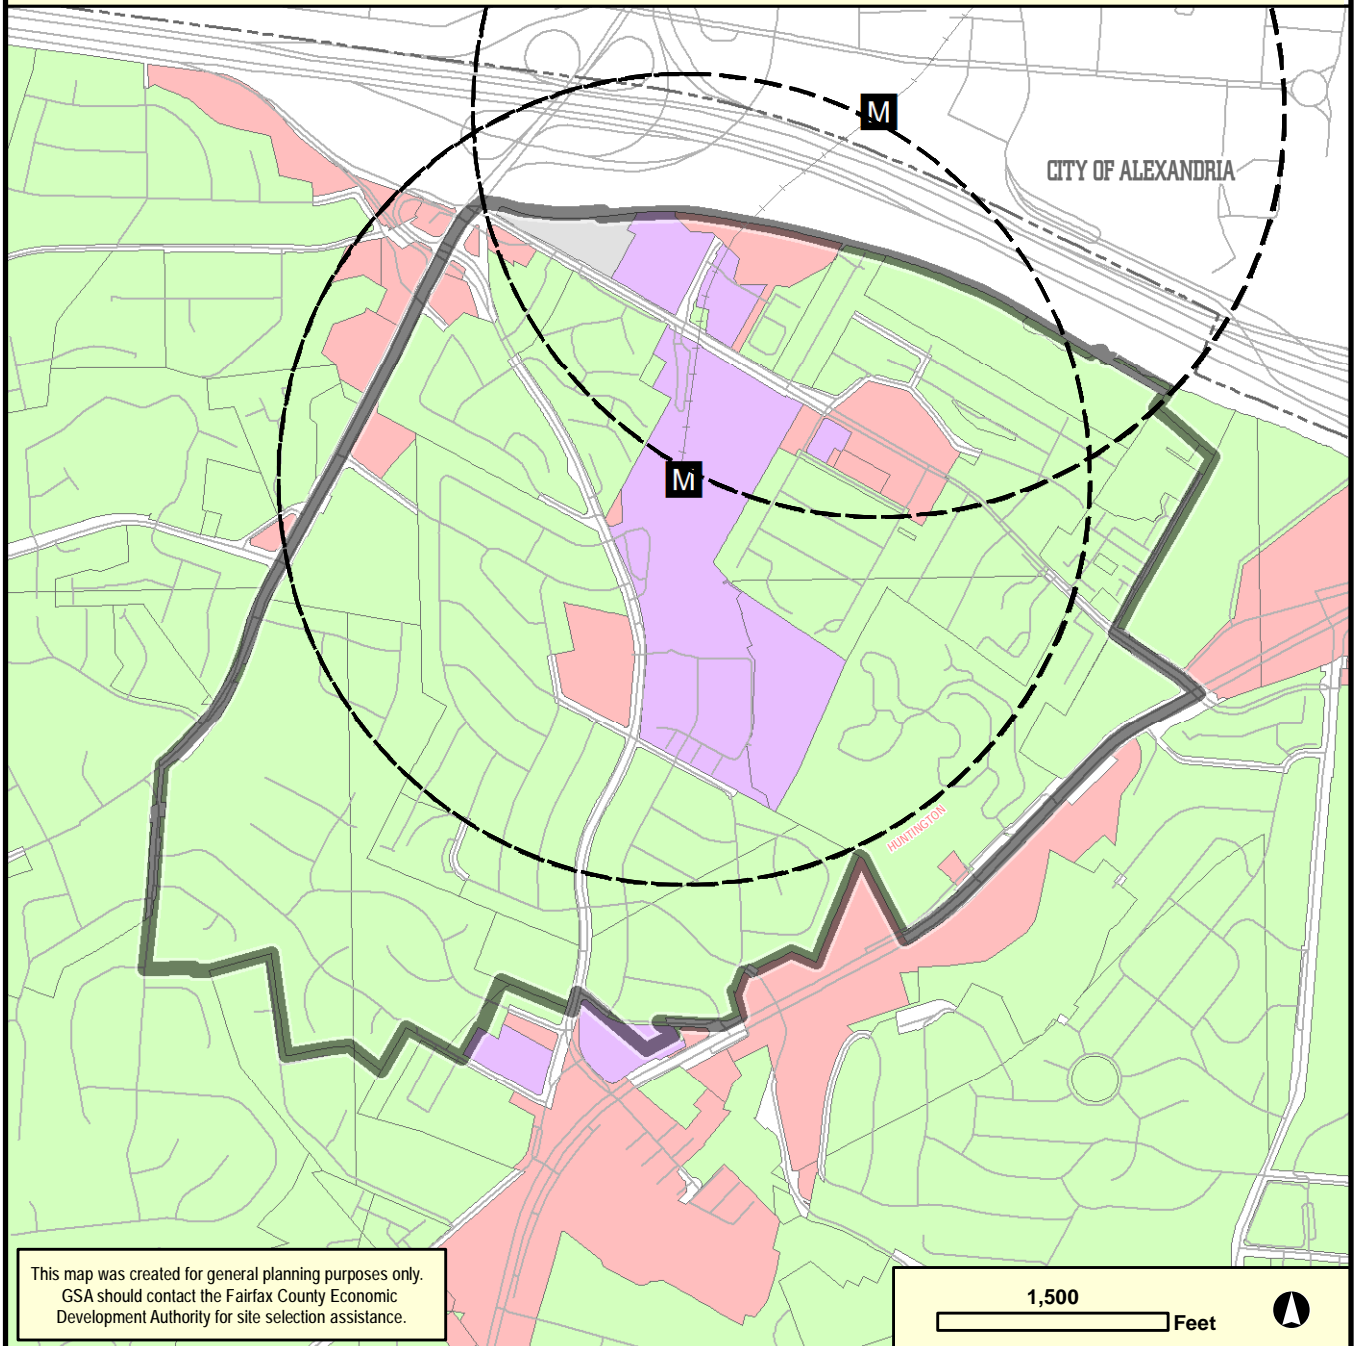 M
CITY OF ALEXANDRIA
M
HUNTINGTON
This map was created for general planning purposes only.
GSA should contact the Fairfax County Economic
Development Authority for site selection assistance.
1,500
Feet